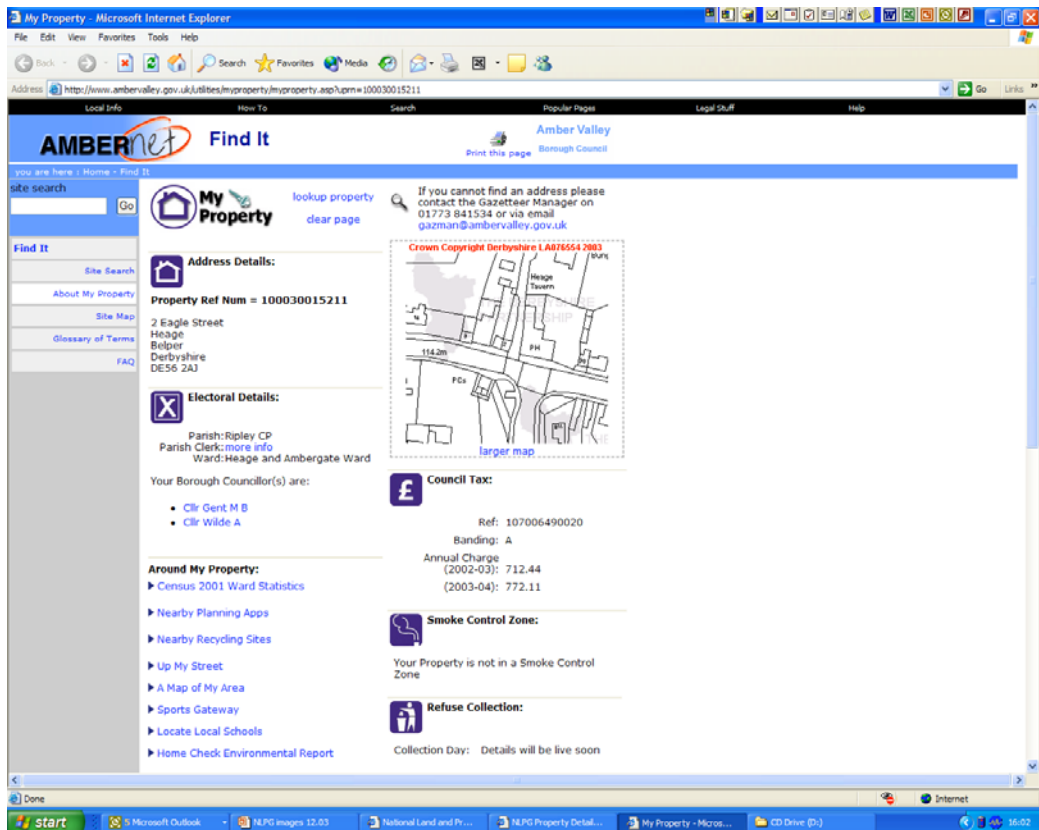 My Property - Microsoft Internet Explorer
File Edit View Favorites Tools Help
Back Search Favorites Media
Address http://www.ambervalley.gov.uk/utilities/myproperty/myproperty.asp?uprn=100030015211 Go Links »
Local Info How To Search Popular Pages Legal Stuff Help
AMBERnet Find It Print this page Amber Valley
Borough Council
you are here : Home - Find It
site search
Go
Find It
Site Search
About My Property
Site Map
Glossary of Terms
FAQ
My Property
lookup property
clear page
If you cannot find an address please
contact the Gazetteer Manager on
01773 841534 or via email
gazman@ambervalley.gov.uk
Address Details:
Property Ref Num = 100030015211
2 Eagle Street
Heage
Belper
Derbyshire
DE56 2AJ
Electoral Details:
Parish:Ripley CP
Parish Clerk:more info
Ward:Heage and Ambergate Ward
Your Borough Councillor(s) are:
• Cllr Gent M B
• Cllr Wilde A
Around My Property:
Census 2001 Ward Statistics
Nearby Planning Apps
Nearby Recycling Sites
Up My Street
A Map of My Area
Sports Gateway
Locate Local Schools
Home Check Environmental Report
Crown Copyright Derbyshire LA076554 2003
Heage
Tavern
PH
114.2m
PCs
larger map
Council Tax:
Ref: 107006490020
Banding: A
Annual Charge
(2002-03): 712.44
(2003-04): 772.11
Smoke Control Zone:
Your Property is not in a Smoke Control
Zone
Refuse Collection:
Collection Day: Details will be live soon
Done Internet
start 5 Microsoft Outlook NLPG images 12.03 National Land and Pr... NLPG Property Detail... My Property - Micros... CD Drive (D:) 16:02